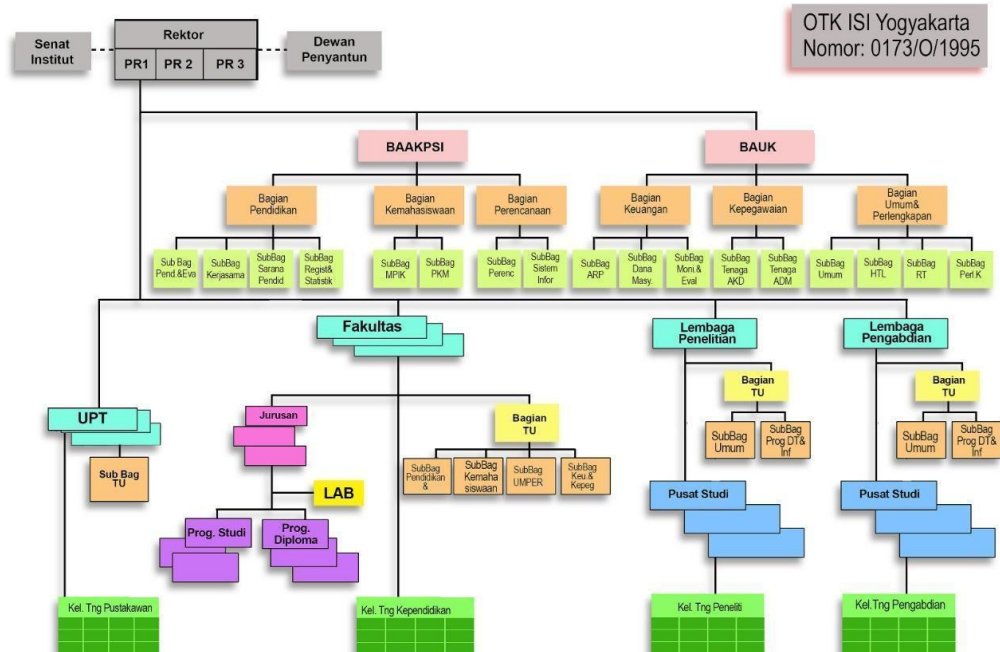 OTK ISI Yogyakarta
Nomor: 0173/O/1995
Senat
Institut
Rektor
PR1 PR 2 PR 3
Dewan
Penyantun
BAAKPSI
BAUK
Bagian
Pendidikan
Bagian
Kemahasiswaan
Bagian
Perencanaan
Bagian
Keuangan
Bagian
Kepegawaian
Bagian
Umum&
Perlengkapan
Sub Bag
Pend &Eva
SubBag
Kerjasama
SubBag
Sarana
Pendid
SubBag
Regist&
Statistik
SubBag
MPIK
SubBag
PKM
SubBag
Perenc
SubBag
Sistem
Infor
SubBag
ARP
SubBag
Dana
Masy.
SubBag
Moni &
Eval
SubBag
Tenaga
AKD
SubBag
Tenaga
ADM
SubBag
Umum
SubBag
HTL
SubBag
RT
SubBag
Perl.K
Fakultas
Lembaga
Penelitian
Lembaga
Pengabdian
UPT
Sub Bag
TU
Jurusan
LAB
Prog. Studi
Prog.
Diploma
Bagian
TU
SubBag
Pendidikan
&
SubBag
Kemaha
siswaan
SubBag
UMPER
SubBag
Keu.&
Kepeg
Bagian
TU
SubBag
Umum
SubBag
Prog DT&
Inf
Bagian
TU
SubBag
Umum
SubBag
Prog DT&
Inf
Pusat Studi
Pusat Studi
Kel. Tng Pustakawan
Kel. Tng Kependidikan
Kel. Tng Peneliti
Kel.Tng Pengabdian